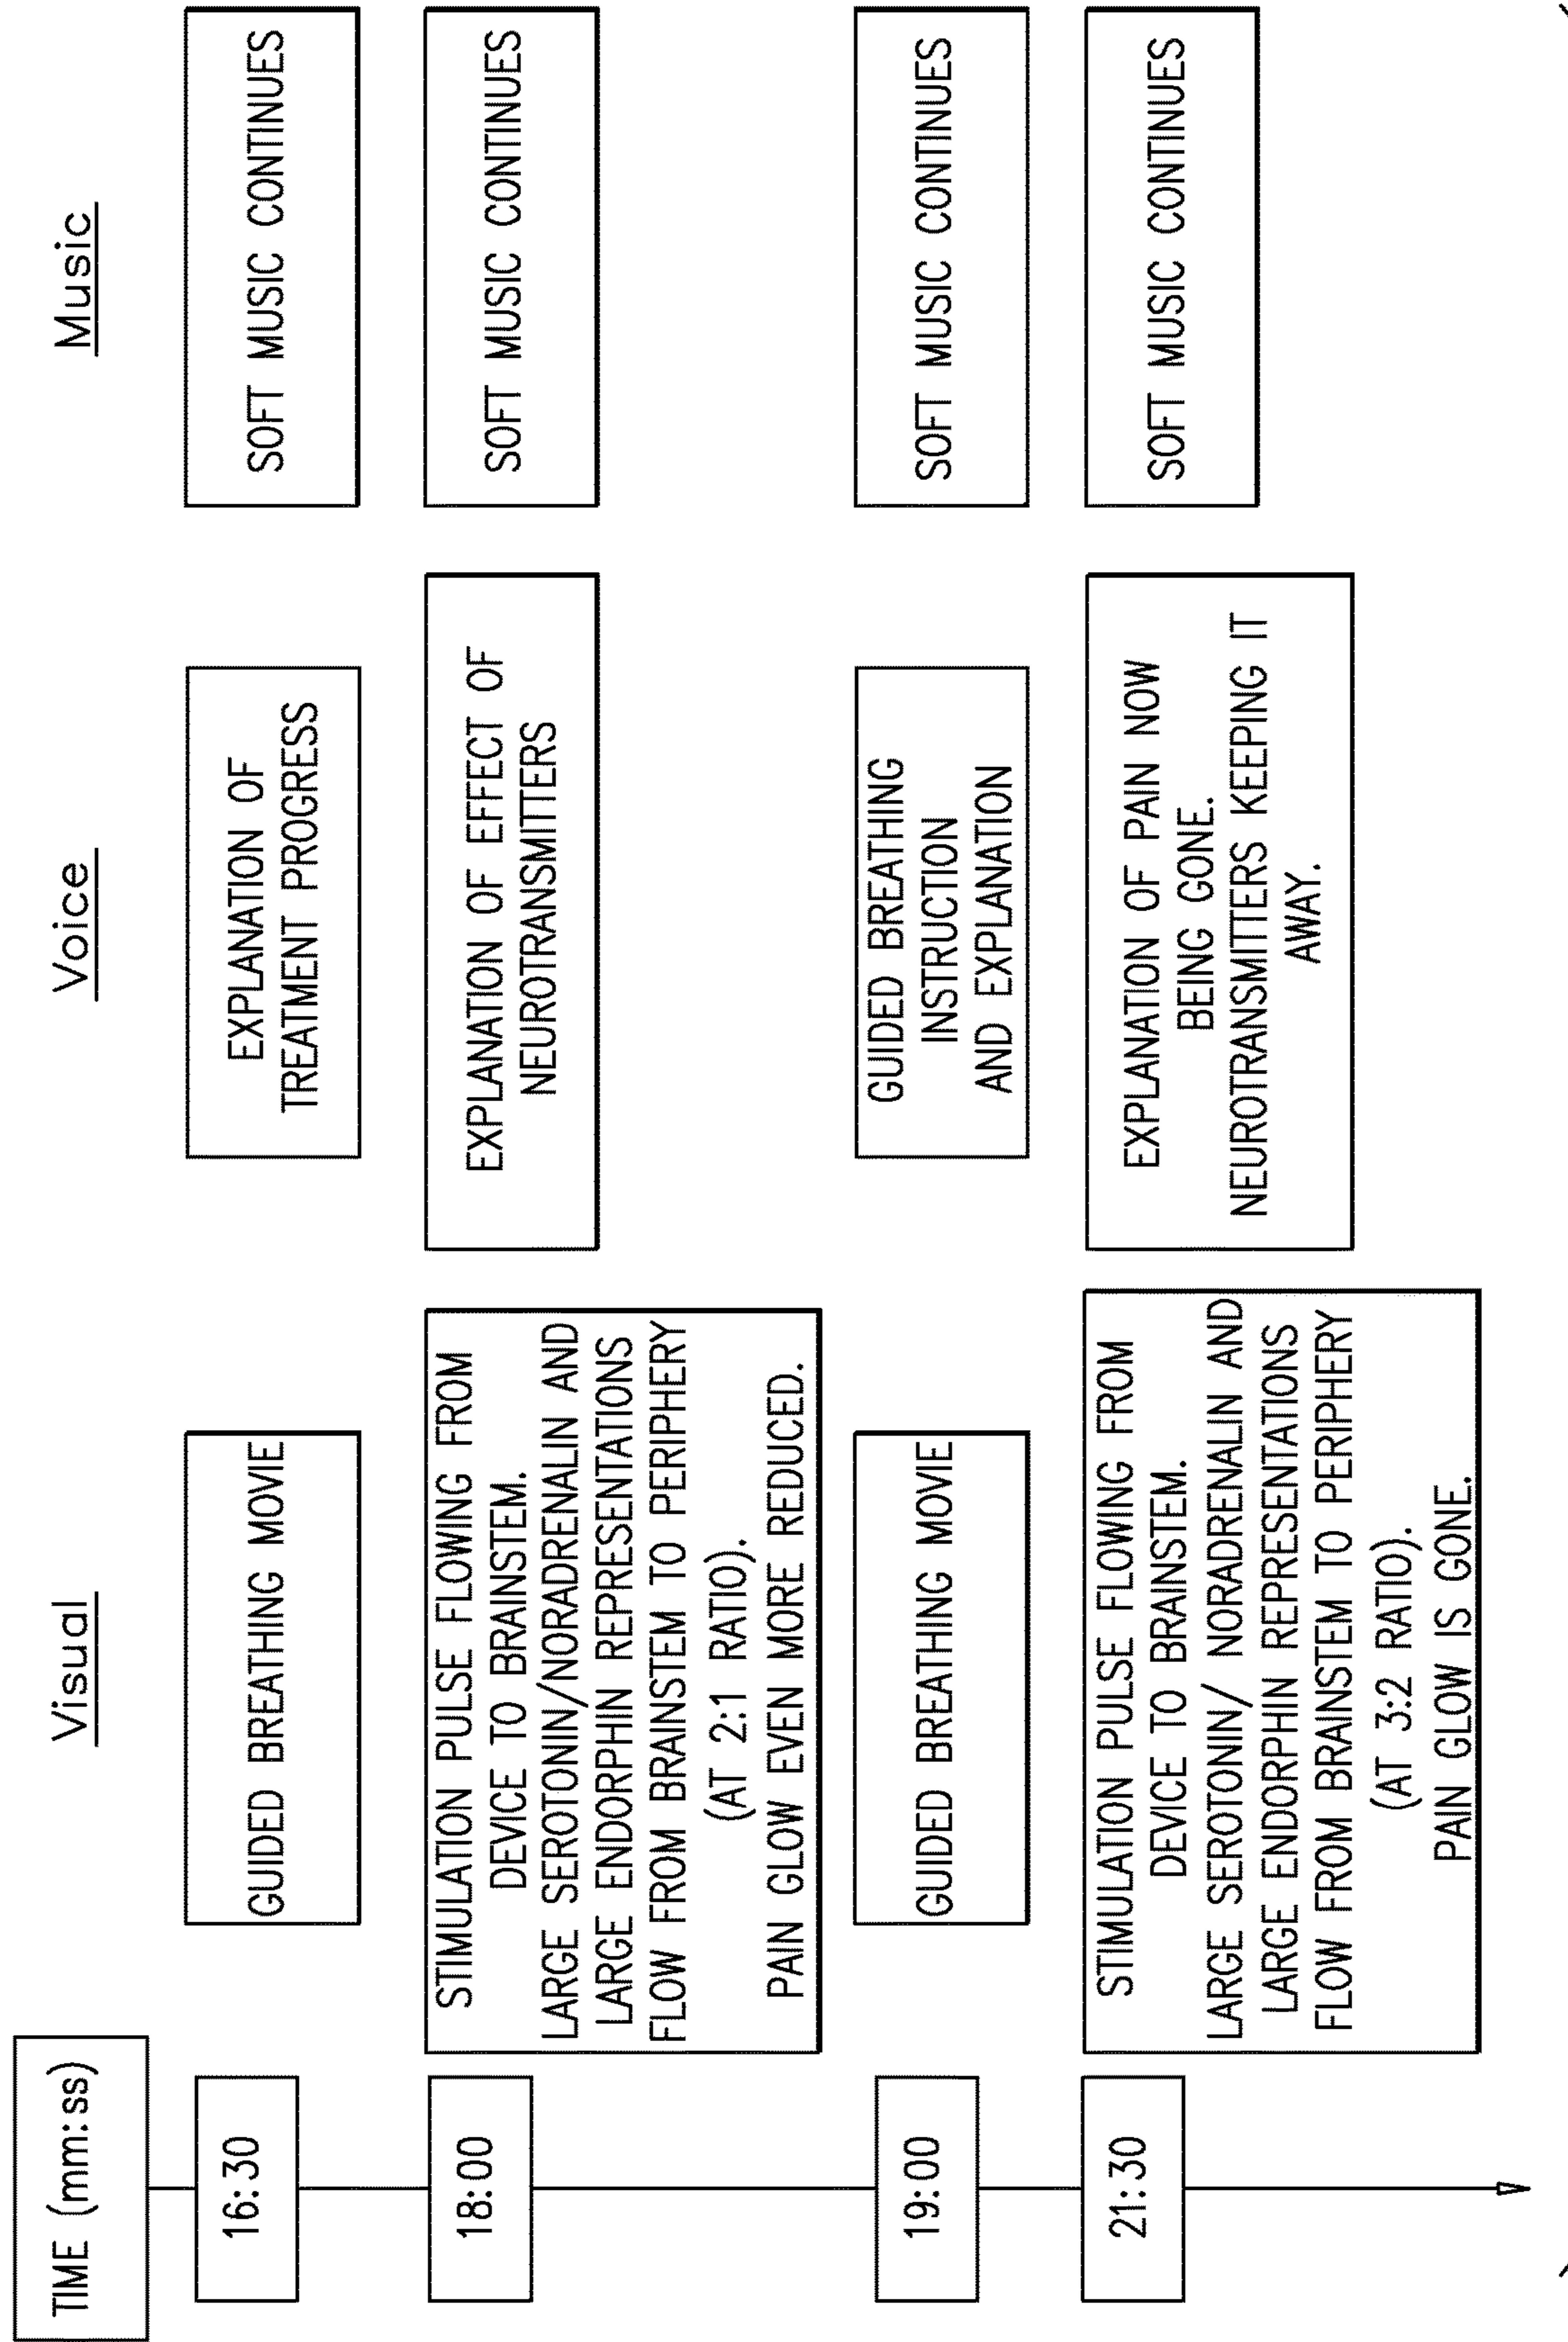 TIME (mm:ss)
Visual
Voice
Music
16:30
GUIDED BREATHING MOVIE
EXPLANATION OF
TREATMENT PROGRESS
SOFT MUSIC CONTINUES
18:00
STIMULATION PULSE FLOWING FROM
DEVICE TO BRAINSTEM.
LARGE SEROTONIN/NORADRENALIN AND
LARGE ENDORPHIN REPRESENTATIONS
FLOW FROM BRAINSTEM TO PERIPHERY
(AT 2:1 RATIO).
PAIN GLOW EVEN MORE REDUCED.
EXPLANATION OF EFFECT OF
NEUROTRANSMITTERS
SOFT MUSIC CONTINUES
19:00
GUIDED BREATHING MOVIE
GUIDED BREATHING
INSTRUCTION
AND EXPLANATION
SOFT MUSIC CONTINUES
21:30
STIMULATION PULSE FLOWING FROM
DEVICE TO BRAINSTEM.
LARGE SEROTONIN/ NORADRENALIN AND
LARGE ENDORPHIN REPRESENTATIONS
FLOW FROM BRAINSTEM TO PERIPHERY
(AT 3:2 RATIO).
PAIN GLOW IS GONE.
EXPLANATION OF PAIN NOW
BEING GONE.
NEUROTRANSMITTERS KEEPING IT
AWAY.
SOFT MUSIC CONTINUES